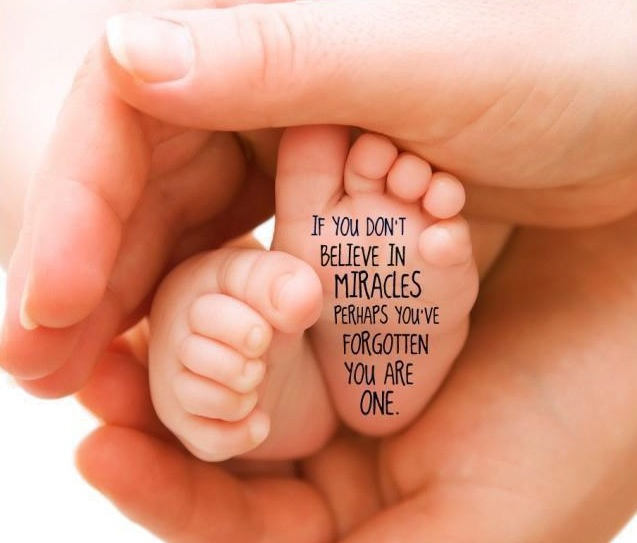 IF YOU DON'T
BELIEVE IN
MIRACLES
PERHAPS YOU'VE
FORGOTTEN
YOU ARE
ONE.